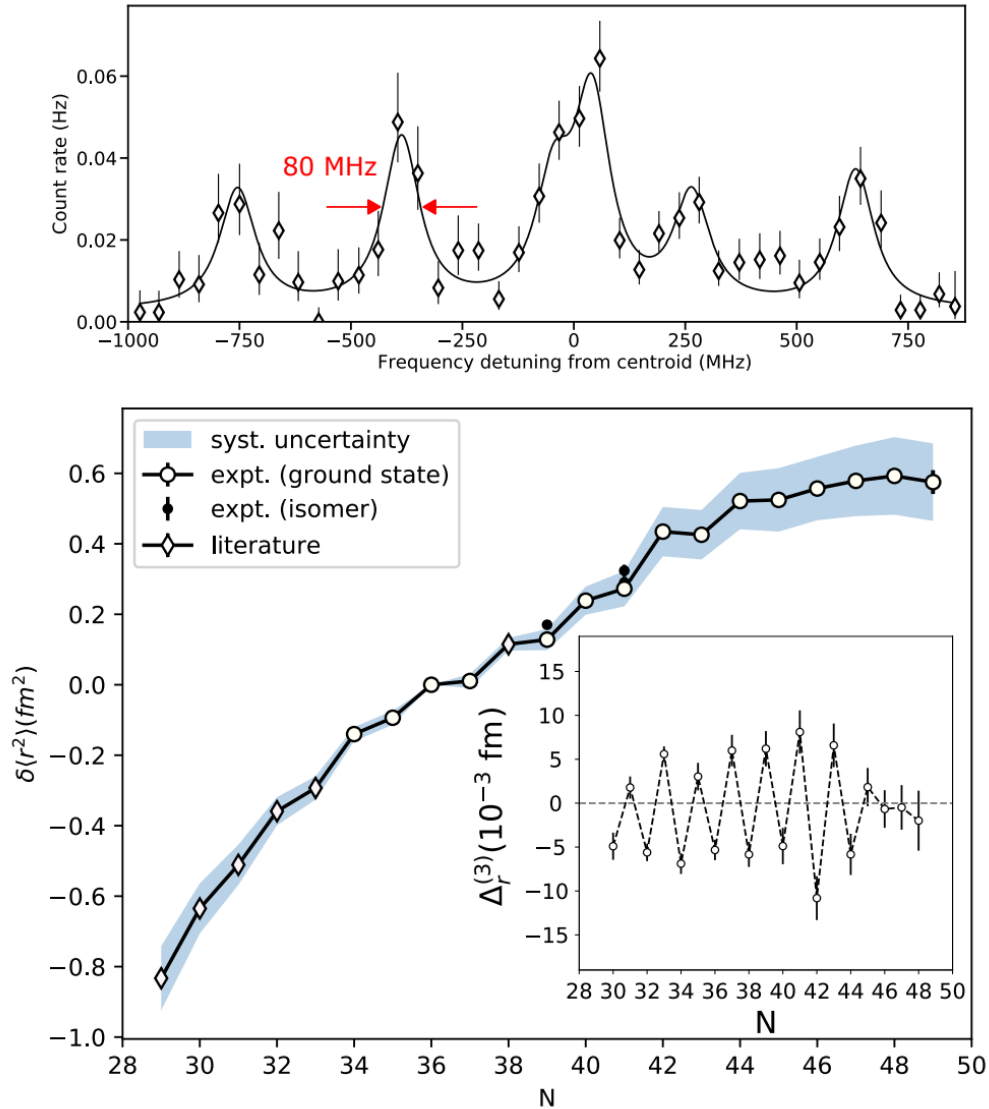 0.06
0.04
0.02
0.00
Count rate (Hz)
80 MHz
−1000 −750 −500 −250 0 250 500 750
Frequency detuning from centroid (MHz)
syst. uncertainty
expt. (ground state)
expt. (isomer)
literature
0.6
0.4
0.2
0.0
−0.2
−0.4
−0.6
−0.8
−1.0
δ⟨r²⟩(fm²)
15
10
5
0
−5
−10
−15
Δᵣ⁽³⁾(10⁻³ fm)
28 30 32 34 36 38 40 42 44 46 48 50
N
28 30 32 34 36 38 40 42 44 46 48 50
N